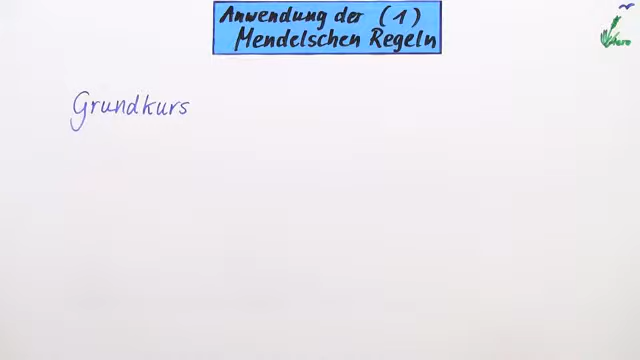 Anwendung der (1)
Mendelschen Regeln
Grundkurs